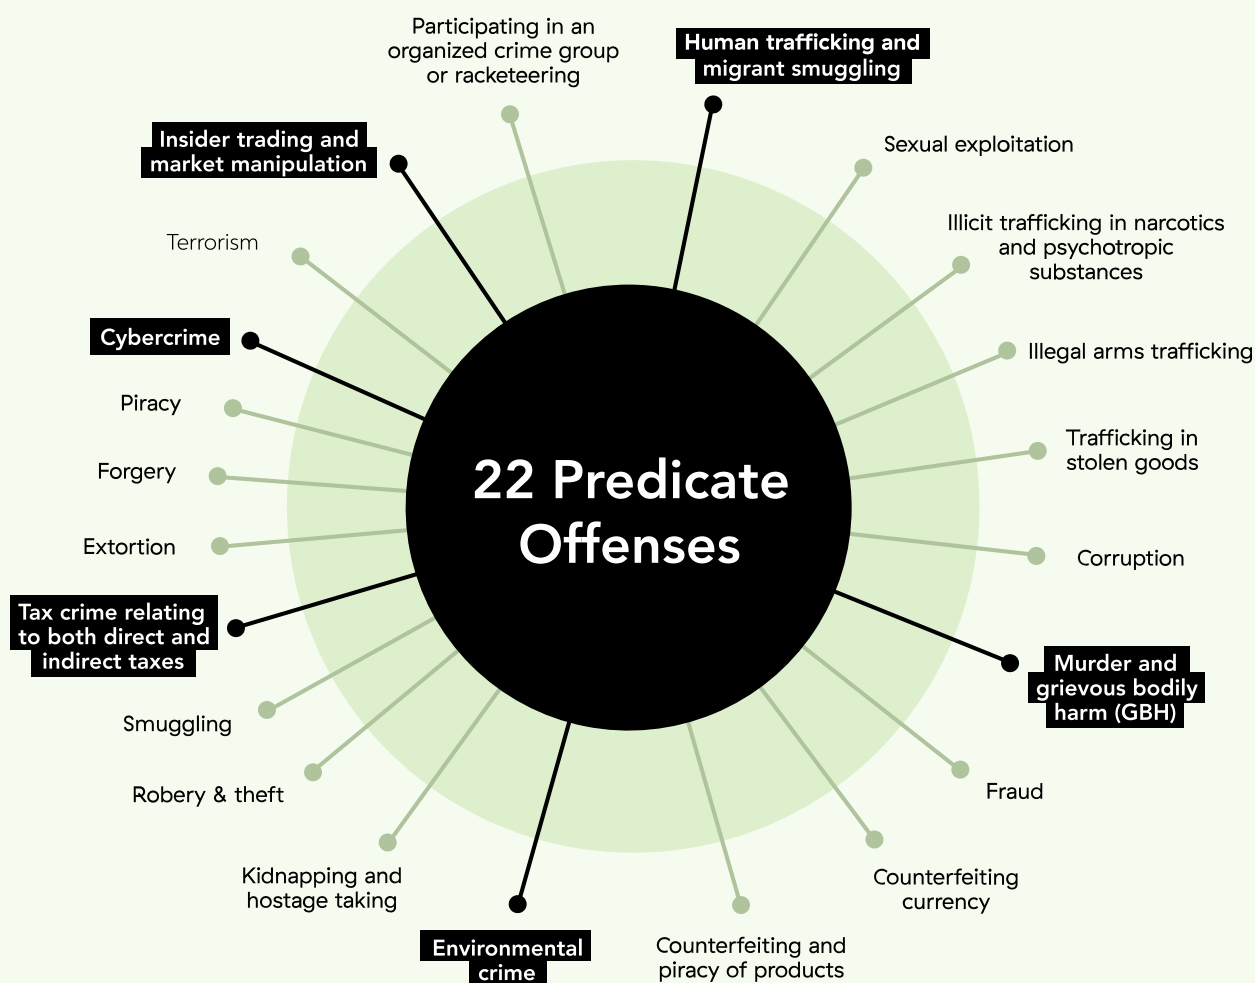 Participating in an
organized crime group
or racketeering
Human trafficking and
migrant smuggling
Sexual exploitation
Illicit trafficking in narcotics
and psychotropic
substances
Illegal arms trafficking
Trafficking in
stolen goods
Corruption
Murder and
grievous bodily
harm (GBH)
Fraud
Counterfeiting
currency
Counterfeiting and
piracy of products
Environmental
crime
Kidnapping and
hostage taking
Robery & theft
Smuggling
Tax crime relating
to both direct and
indirect taxes
Extortion
Forgery
Piracy
Cybercrime
Terrorism
Insider trading and
market manipulation
22 Predicate
Offenses